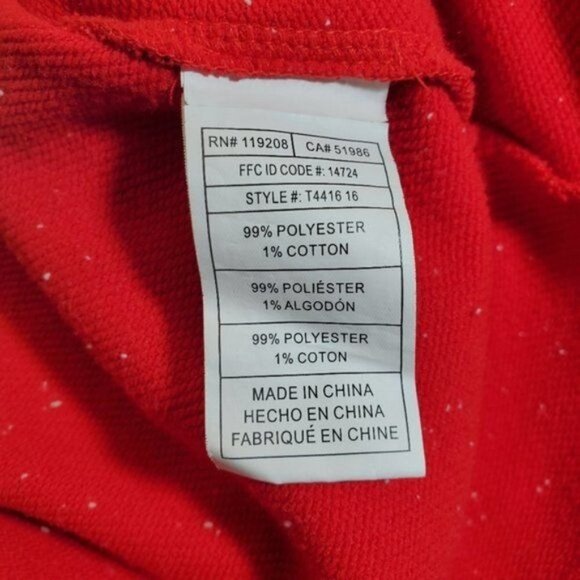 RN# 119208 CA# 51986
FFC ID CODE #: 14724
STYLE #: T4416 16
99% POLYESTER
1% COTTON
99% POLIÉSTER
1% ALGODÓN
99% POLYESTER
1% COTON
MADE IN CHINA
HECHO EN CHINA
FABRIQUÉ EN CHINE